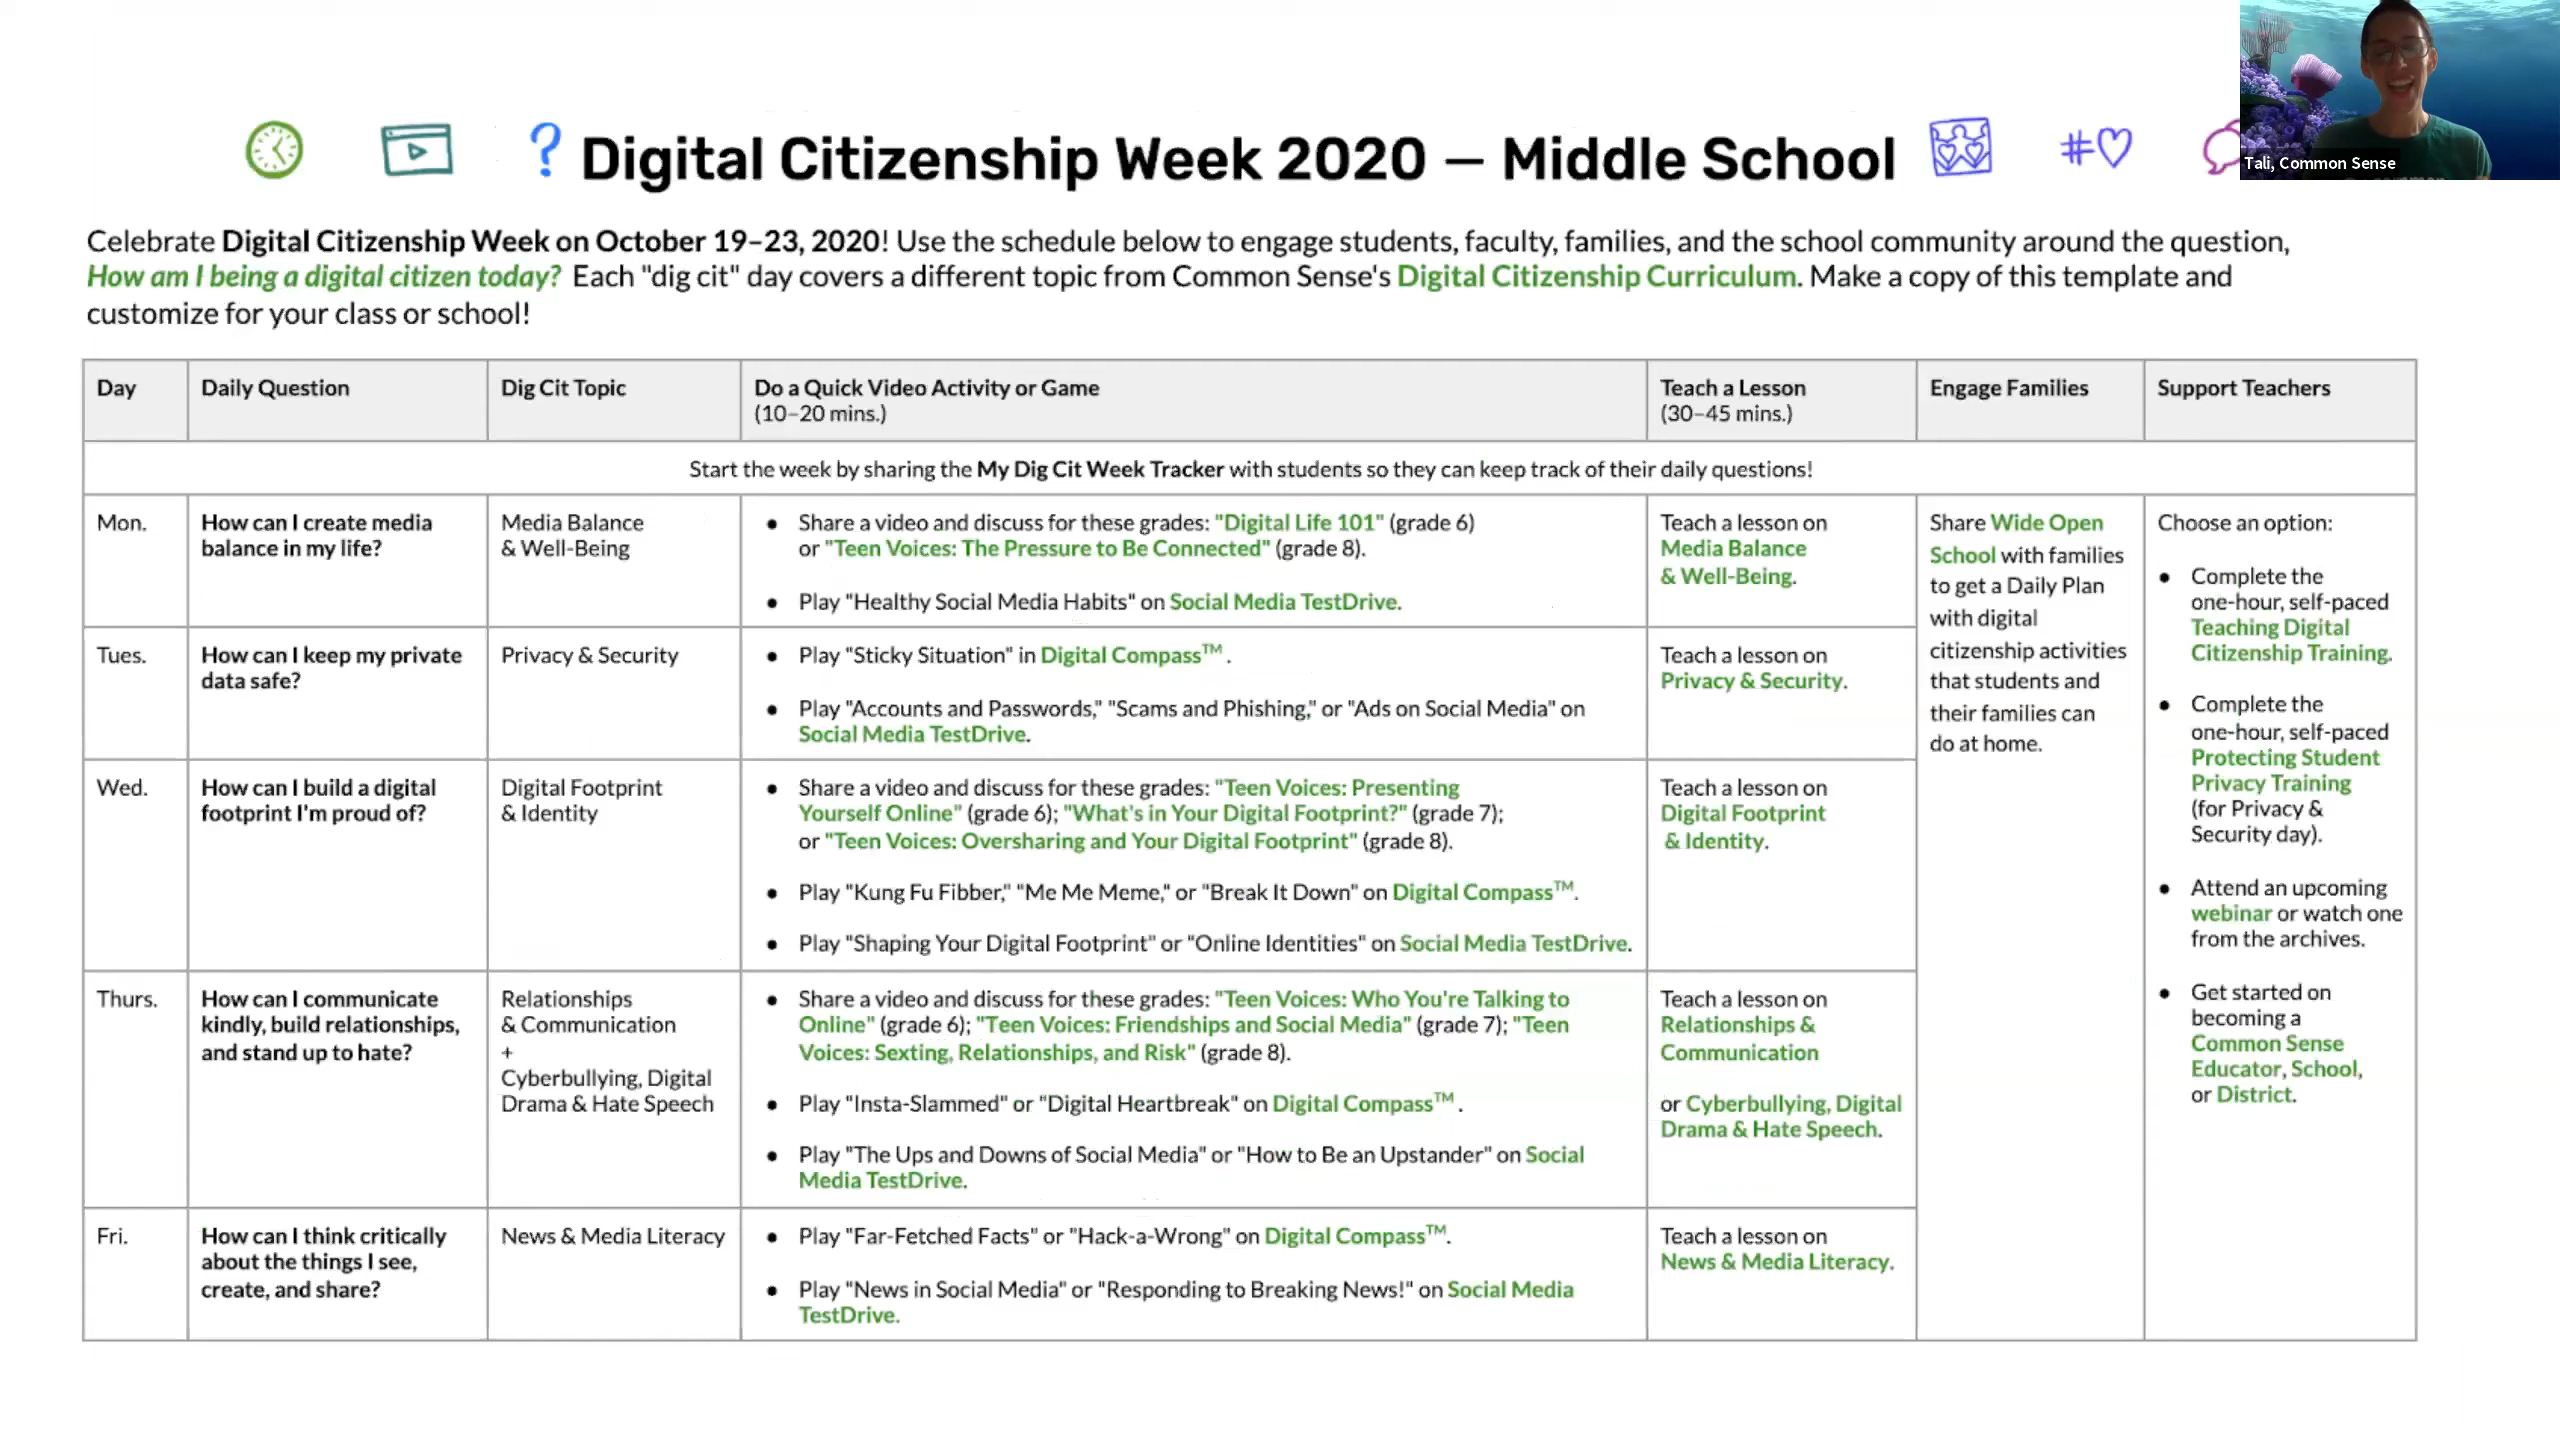 ? Digital Citizenship Week 2020 — Middle School #
Tali, Common Sense
Celebrate Digital Citizenship Week on October 19–23, 2020! Use the schedule below to engage students, faculty, families, and the school community around the question,
How am I being a digital citizen today? Each "dig cit" day covers a different topic from Common Sense's Digital Citizenship Curriculum. Make a copy of this template and
customize for your class or school!
Day
Daily Question
Dig Cit Topic
Do a Quick Video Activity or Game
(10–20 mins.)
Teach a Lesson
(30–45 mins.)
Engage Families
Support Teachers
Start the week by sharing the My Dig Cit Week Tracker with students so they can keep track of their daily questions!
Mon.
How can I create media
balance in my life?
Media Balance
& Well-Being
● Share a video and discuss for these grades: "Digital Life 101" (grade 6)
or "Teen Voices: The Pressure to Be Connected" (grade 8).
● Play "Healthy Social Media Habits" on Social Media TestDrive.
Teach a lesson on
Media Balance
& Well-Being.
Share Wide Open
School with families
to get a Daily Plan
with digital
citizenship activities
that students and
their families can
do at home.
Choose an option:
● Complete the
one-hour, self-paced
Teaching Digital
Citizenship Training.
● Complete the
one-hour, self-paced
Protecting Student
Privacy Training
(for Privacy &
Security day).
● Attend an upcoming
webinar or watch one
from the archives.
● Get started on
becoming a
Common Sense
Educator, School,
or District.
Tues.
How can I keep my private
data safe?
Privacy & Security
● Play "Sticky Situation" in Digital Compass™.
● Play "Accounts and Passwords," "Scams and Phishing," or "Ads on Social Media" on
Social Media TestDrive.
Teach a lesson on
Privacy & Security.
Wed.
How can I build a digital
footprint I'm proud of?
Digital Footprint
& Identity
● Share a video and discuss for these grades: "Teen Voices: Presenting
Yourself Online" (grade 6); "What's in Your Digital Footprint?" (grade 7);
or "Teen Voices: Oversharing and Your Digital Footprint" (grade 8).
● Play "Kung Fu Fibber," "Me Me Meme," or "Break It Down" on Digital Compass™.
● Play "Shaping Your Digital Footprint" or "Online Identities" on Social Media TestDrive.
Teach a lesson on
Digital Footprint
& Identity.
Thurs.
How can I communicate
kindly, build relationships,
and stand up to hate?
Relationships
& Communication
+
Cyberbullying, Digital
Drama & Hate Speech
● Share a video and discuss for these grades: "Teen Voices: Who You're Talking to
Online" (grade 6); "Teen Voices: Friendships and Social Media" (grade 7); "Teen
Voices: Sexting, Relationships, and Risk" (grade 8).
● Play "Insta-Slammed" or "Digital Heartbreak" on Digital Compass™.
● Play "The Ups and Downs of Social Media" or "How to Be an Upstander" on Social
Media TestDrive.
Teach a lesson on
Relationships &
Communication
or Cyberbullying, Digital
Drama & Hate Speech.
Fri.
How can I think critically
about the things I see,
create, and share?
News & Media Literacy
● Play "Far-Fetched Facts" or "Hack-a-Wrong" on Digital Compass™.
● Play "News in Social Media" or "Responding to Breaking News!" on Social Media
TestDrive.
Teach a lesson on
News & Media Literacy.